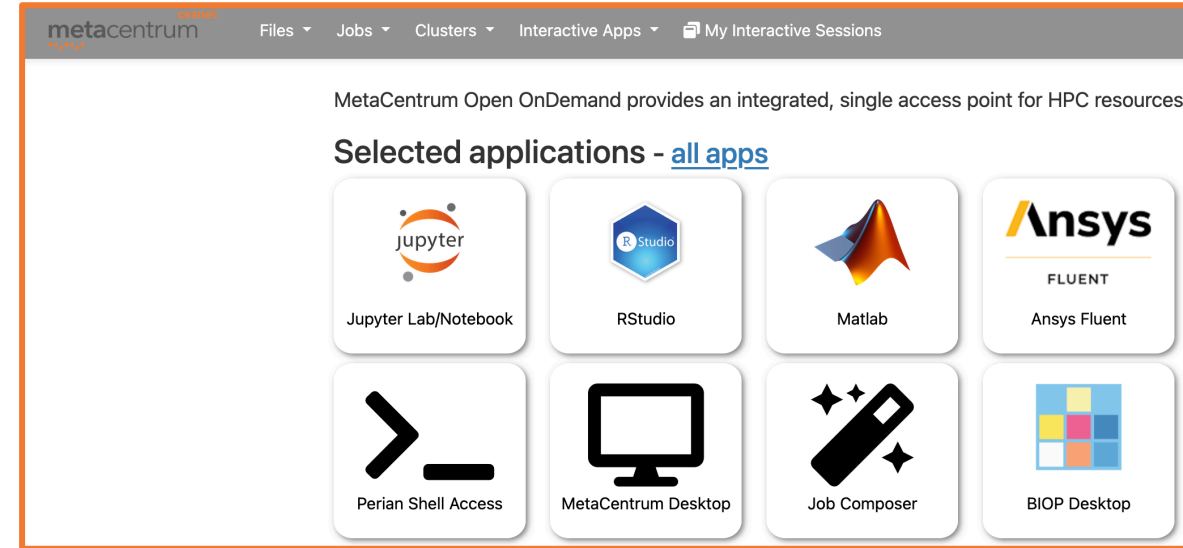 metacentrum Files Jobs Clusters Interactive Apps My Interactive Sessions
MetaCentrum Open OnDemand provides an integrated, single access point for HPC resources
Selected applications - all apps
jupyter
R Studio
Ansys
FLUENT
Jupyter Lab/Notebook
RStudio
Matlab
Ansys Fluent
Perian Shell Access
MetaCentrum Desktop
Job Composer
BIOP Desktop